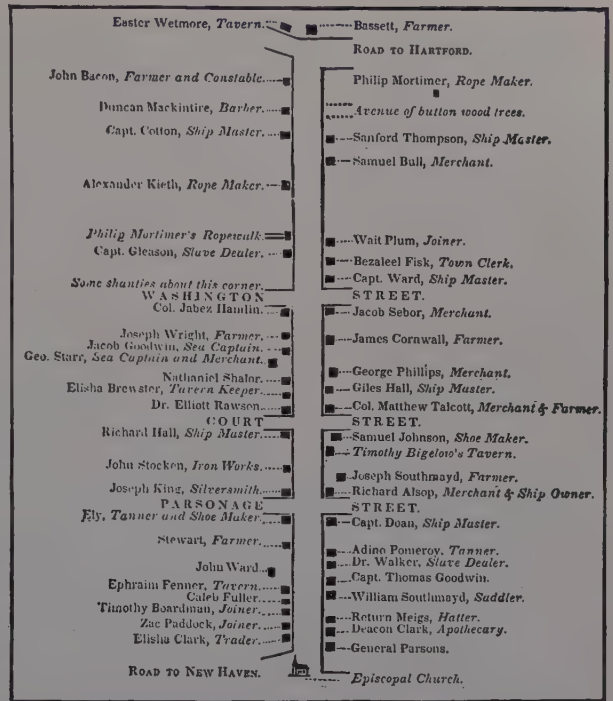 Easter Wetmore, Tavern.
Bassett, Farmer.
ROAD TO HARTFORD.
John Bacon, Farmer and Constable.
Philip Mortimer, Rope Maker.
Duncan Mackintire, Barber.
Avenue of button wood trees.
Capt. Cotton, Ship Master.
Sanford Thompson, Ship Master.
Samuel Bull, Merchant.
Alexander Kieth, Rope Maker.
Philip Mortimer's Ropewalk.
Wait Plum, Joiner.
Capt. Gleason, Slave Dealer.
Bezaleel Fisk, Town Clerk.
Capt. Ward, Ship Master.
Some shanties about this corner.
WASHINGTON STREET.
Col. Jabez Hamlin.
Jacob Sebor, Merchant.
Joseph Wright, Farmer.
James Cornwall, Farmer.
Jacob Goodwin, Sea Captain.
Geo. Starr, Sea Captain and Merchant.
George Phillips, Merchant.
Nathaniel Shaler.
Giles Hall, Ship Master.
Elisha Brewster, Tavern Keeper.
Dr. Elliott Rawson.
Col. Matthew Talcott, Merchant & Farmer.
COURT STREET.
Richard Hall, Ship Master.
Samuel Johnson, Shoe Maker.
Timothy Bigelow's Tavern.
John Stocken, Iron Works.
Joseph Southmayd, Farmer.
Joseph King, Silversmith.
Richard Alsop, Merchant & Ship Owner.
PARSONAGE STREET.
Ely, Tanner and Shoe Maker.
Capt. Doan, Ship Master.
Stewart, Farmer.
Adino Pomeroy, Tanner.
Dr. Walker, Slave Dealer.
John Ward
Capt. Thomas Goodwin.
Ephraim Fenner, Tavern.
Caleb Fuller.
William Southmayd, Saddler.
Timothy Boardman, Joiner.
Return Meigs, Hatter.
Zac Paddock, Joiner.
Deacon Clark, Apothecary.
Elisha Clark, Trader.
General Parsons.
ROAD TO NEW HAVEN.
Episcopal Church.